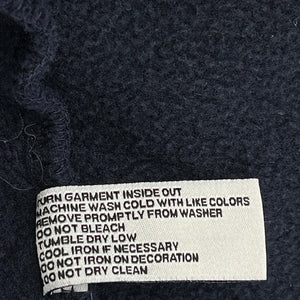 TURN GARMENT INSIDE OUT
MACHINE WASH COLD WITH LIKE COLORS
REMOVE PROMPTLY FROM WASHER
DO NOT BLEACH
TUMBLE DRY LOW
COOL IRON IF NECESSARY
DO NOT IRON ON DECORATION
DO NOT DRY CLEAN